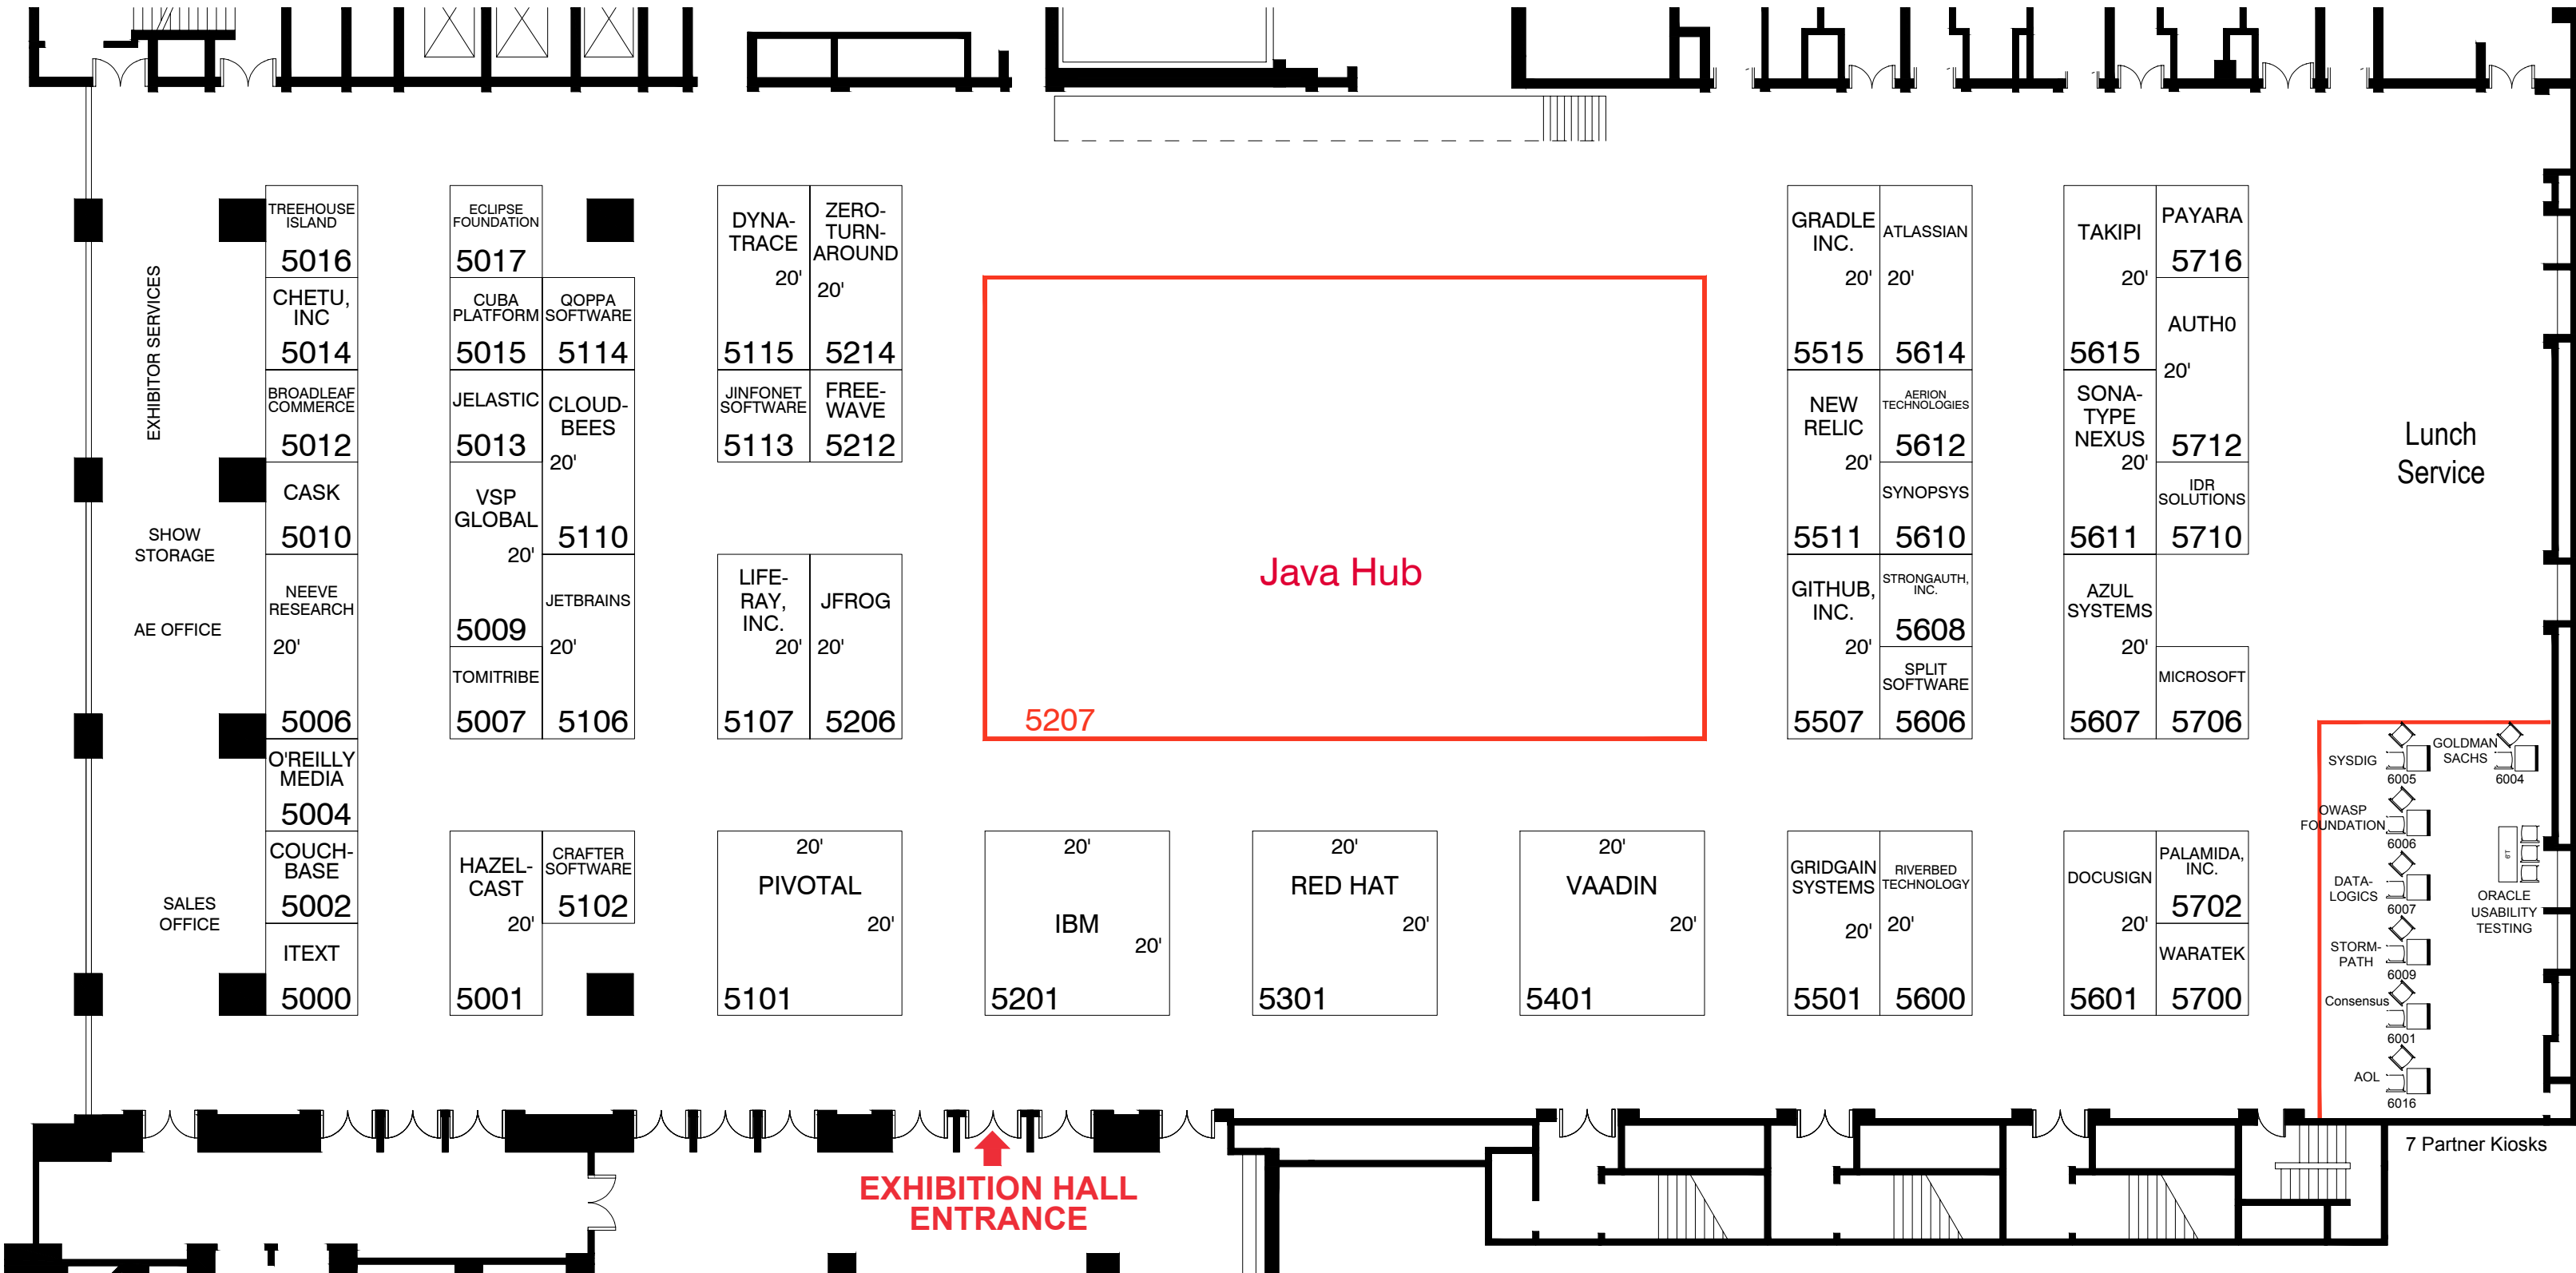 EXHIBITOR SERVICES
SHOW
STORAGE
AE OFFICE
SALES
OFFICE
TREEHOUSE
ISLAND
5016
CHETU,
INC
5014
BROADLEAF
COMMERCE
5012
CASK
5010
NEEVE
RESEARCH
20'
5006
O'REILLY
MEDIA
5004
COUCH-
BASE
5002
ITEXT
5000
ECLIPSE
FOUNDATION
5017
CUBA
PLATFORM
5015
QOPPA
SOFTWARE
5114
JELASTIC
5013
CLOUD-
BEES
20'
5110
VSP
GLOBAL
20'
5009
JETBRAINS
20'
5106
TOMITRIBE
5007
HAZEL-
CAST
20'
5001
CRAFTER
SOFTWARE
5102
DYNA-
TRACE
20'
5115
ZERO-
TURN-
AROUND
20'
5214
JINFONET
SOFTWARE
5113
FREE-
WAVE
5212
LIFE-
RAY,
INC.
20'
5107
JFROG
20'
5206
Java Hub
5207
20'
PIVOTAL
20'
5101
20'
IBM
20'
5201
20'
RED HAT
20'
5301
20'
VAADIN
20'
5401
GRADLE
INC.
20'
5515
ATLASSIAN
20'
5614
NEW
RELIC
20'
5511
AERION
TECHNOLOGIES
5612
SYNOPSYS
5610
GITHUB,
INC.
20'
5507
STRONGAUTH,
INC.
5608
SPLIT
SOFTWARE
5606
GRIDGAIN
SYSTEMS
20'
5501
RIVERBED
TECHNOLOGY
20'
5600
TAKIPI
20'
5615
PAYARA
5716
AUTH0
20'
5712
SONA-
TYPE
NEXUS
20'
5611
IDR
SOLUTIONS
5710
AZUL
SYSTEMS
20'
5607
MICROSOFT
5706
DOCUSIGN
20'
5601
PALAMIDA,
INC.
5702
WARATEK
5700
Lunch
Service
SYSDIG
6005
GOLDMAN
SACHS
6004
OWASP
FOUNDATION
6006
DATA-
LOGICS
6007
STORM-
PATH
6009
Consensus
6001
AOL
6016
ORACLE
USABILITY
TESTING
7 Partner Kiosks
EXHIBITION HALL
ENTRANCE